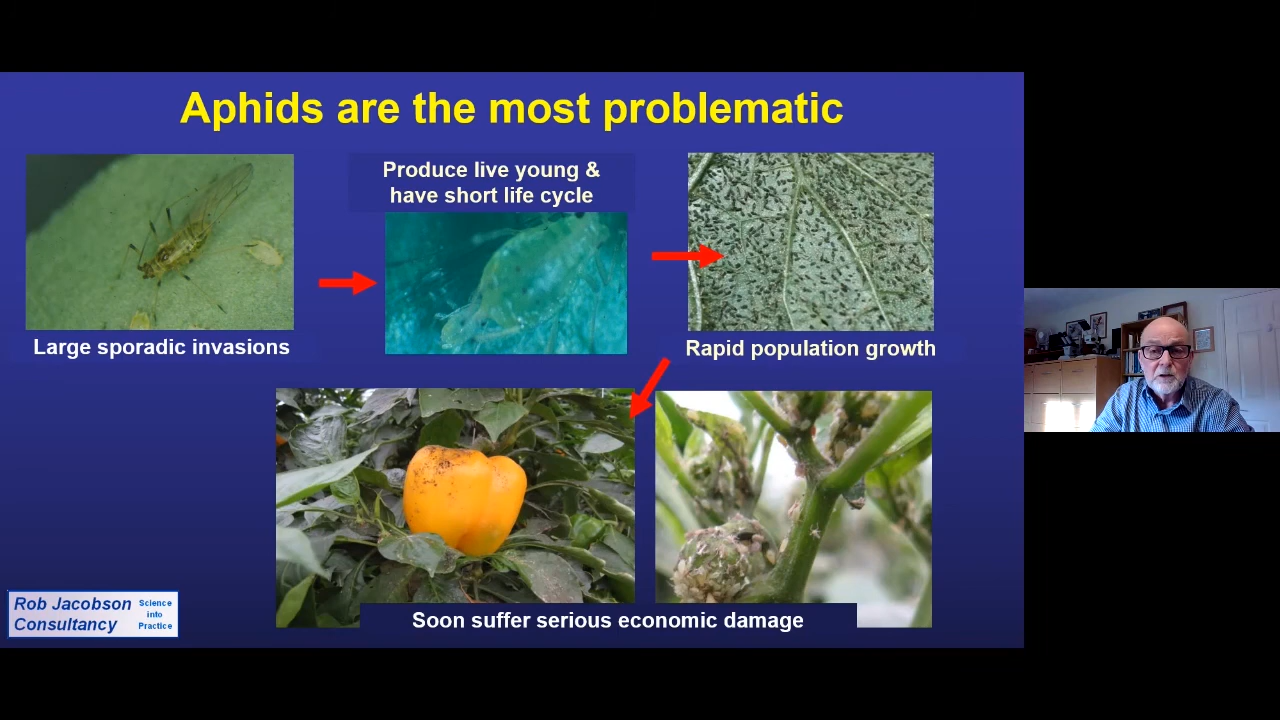 Aphids are the most problematic
Produce live young &
have short life cycle
Large sporadic invasions
Rapid population growth
Soon suffer serious economic damage
Rob Jacobson
Consultancy
Science
into
Practice